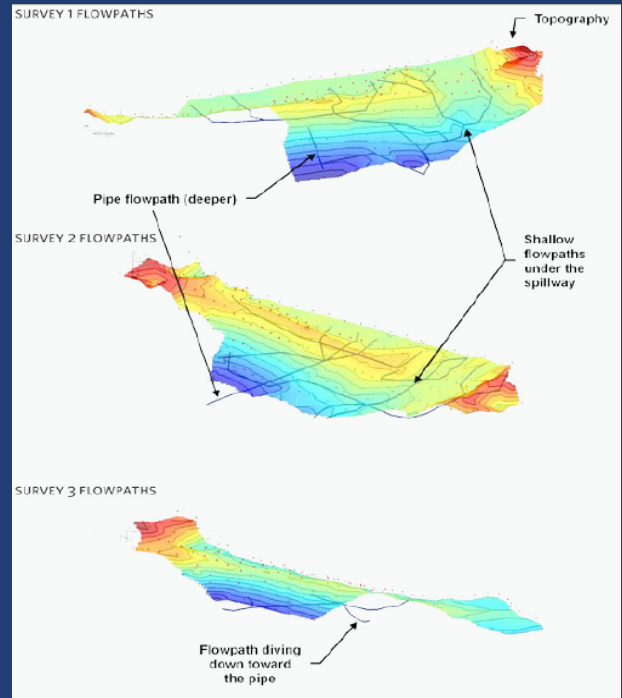 SURVEY 1 FLOWPATHS
Topography
Pipe flowpath (deeper)
SURVEY 2 FLOWPATHS
Shallow
flowpaths
under the
spillway
SURVEY 3 FLOWPATHS
Flowpath diving
down toward
the pipe